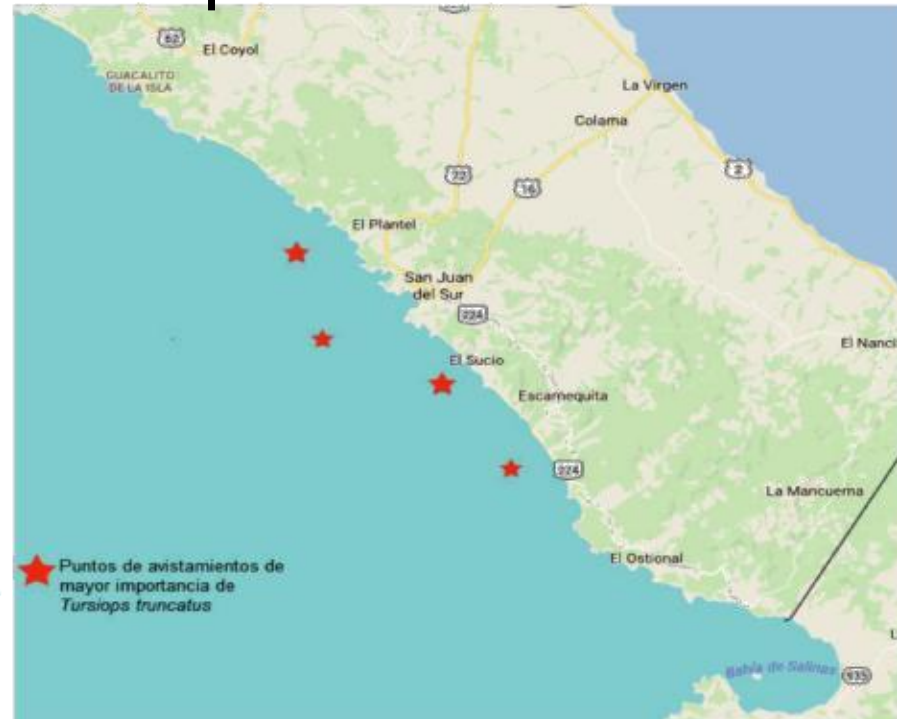 62
El Coyol
GUACALITO
DE LA ISLA
La Virgen
Colama
2
72
16
El Plantel
San Juan
del Sur
224
El Sucio
El Nanci
Escamequita
224
La Mancuema
El Ostional
Puntos de avistamientos de
mayor importancia de
Tursiops truncatus
Bahía de Salinas
935